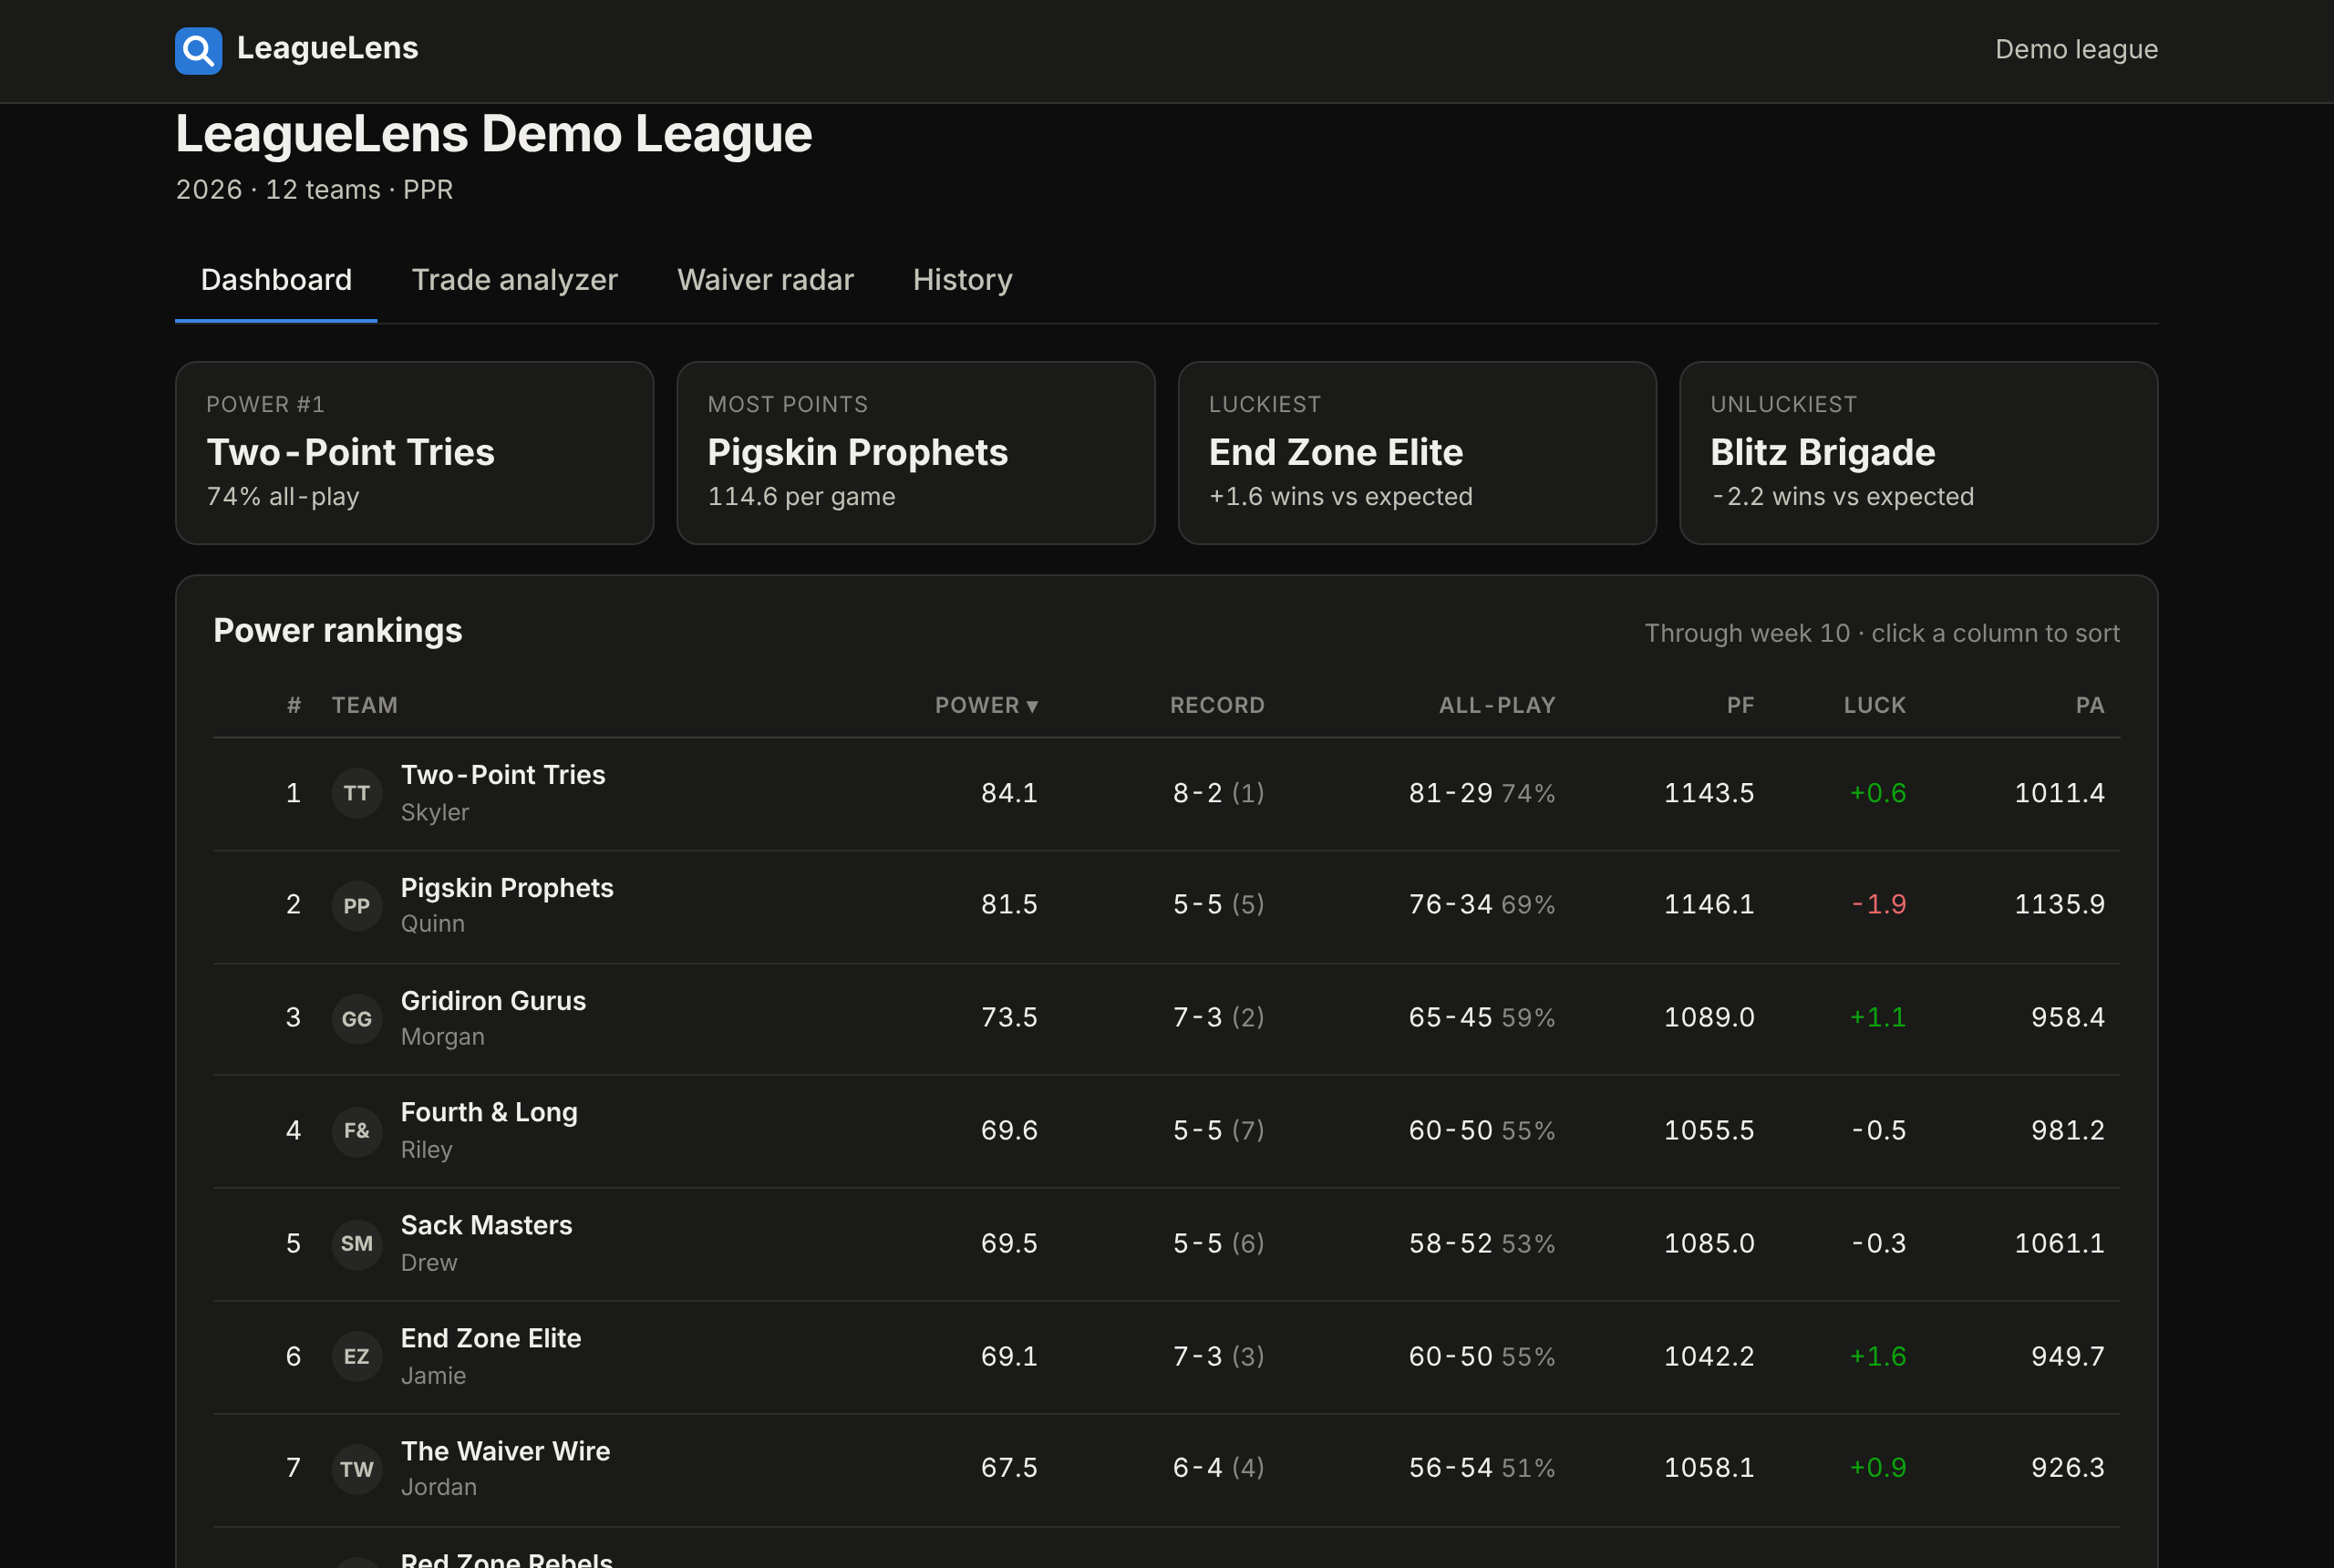 LeagueLens
Demo league
LeagueLens Demo League
2026 · 12 teams · PPR
Dashboard Trade analyzer Waiver radar History
POWER #1
Two-Point Tries
74% all-play
MOST POINTS
Pigskin Prophets
114.6 per game
LUCKIEST
End Zone Elite
+1.6 wins vs expected
UNLUCKIEST
Blitz Brigade
-2.2 wins vs expected
Power rankings
Through week 10 · click a column to sort
# TEAM POWER ▼ RECORD ALL-PLAY PF LUCK PA
1 TT Two-Point Tries 84.1 8-2 (1) 81-29 74% 1143.5 +0.6 1011.4
Skyler
2 PP Pigskin Prophets 81.5 5-5 (5) 76-34 69% 1146.1 -1.9 1135.9
Quinn
3 GG Gridiron Gurus 73.5 7-3 (2) 65-45 59% 1089.0 +1.1 958.4
Morgan
4 F& Fourth & Long 69.6 5-5 (7) 60-50 55% 1055.5 -0.5 981.2
Riley
5 SM Sack Masters 69.5 5-5 (6) 58-52 53% 1085.0 -0.3 1061.1
Drew
6 EZ End Zone Elite 69.1 7-3 (3) 60-50 55% 1042.2 +1.6 949.7
Jamie
7 TW The Waiver Wire 67.5 6-4 (4) 56-54 51% 1058.1 +0.9 926.3
Jordan
Red Zone Rebels